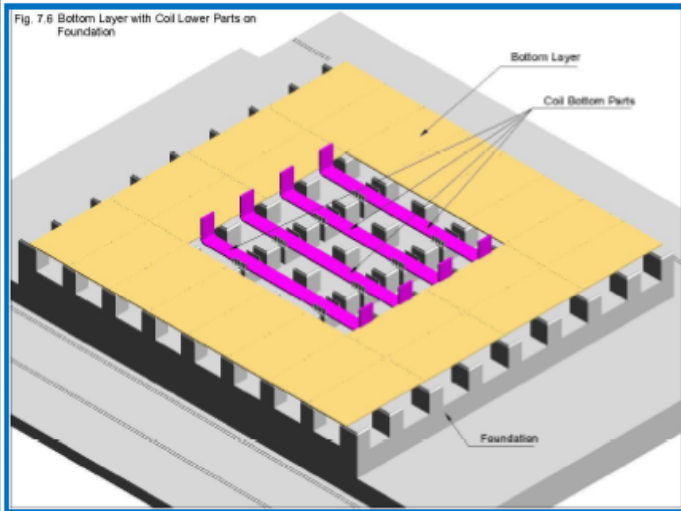 Fig. 7.6 Bottom Layer with Coil Lower Parts on
Foundation
Bottom Layer
Coil Bottom Parts
Foundation